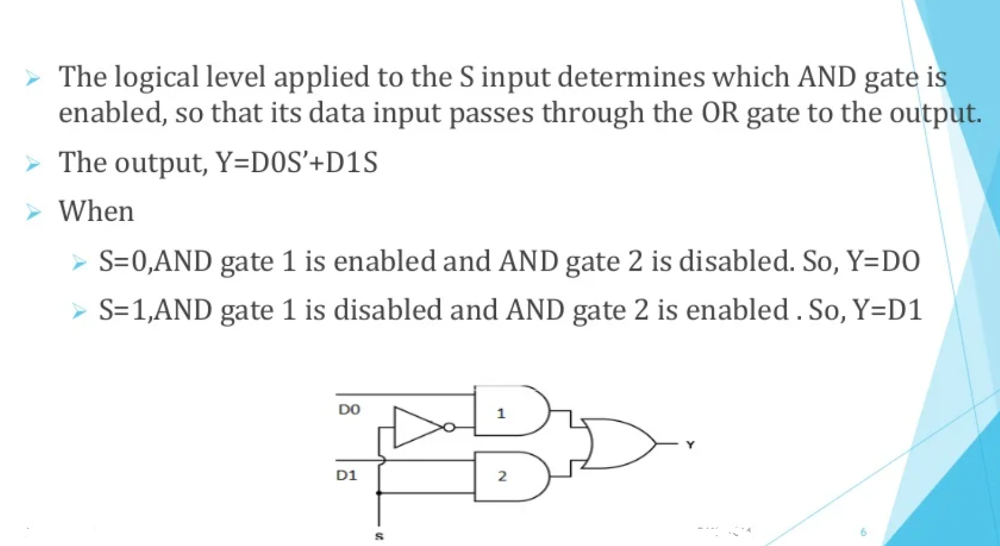 The logical level applied to the S input determines which AND gate is
enabled, so that its data input passes through the OR gate to the output.
The output, Y=D0S’+D1S
When
S=0,AND gate 1 is enabled and AND gate 2 is disabled. So, Y=DO
S=1,AND gate 1 is disabled and AND gate 2 is enabled . So, Y=D1
D0
1
Y
D1
2
S
6